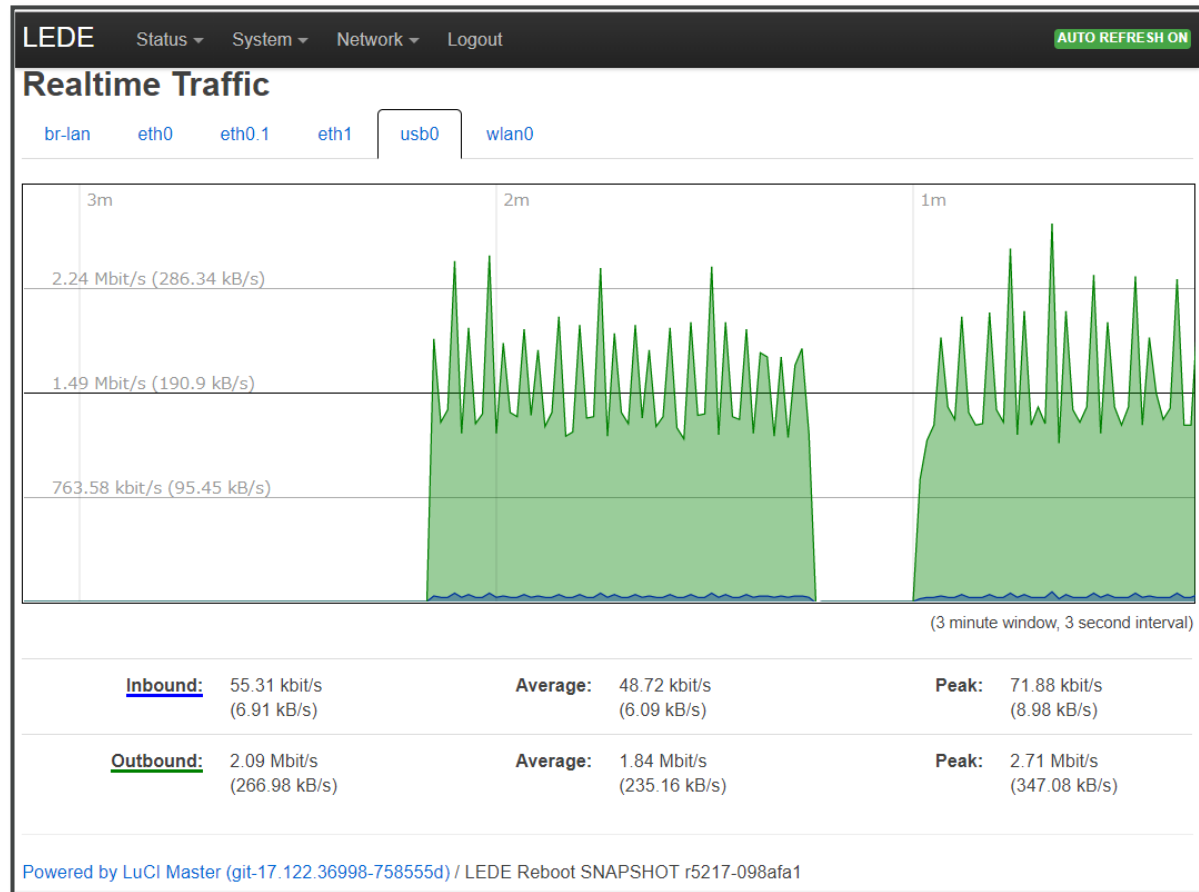 LEDE Status System Network Logout AUTO REFRESH ON
Realtime Traffic
br-lan eth0 eth0.1 eth1 usb0 wlan0
3m 2m 1m
2.24 Mbit/s (286.34 kB/s)
1.49 Mbit/s (190.9 kB/s)
763.58 kbit/s (95.45 kB/s)
(3 minute window, 3 second interval)
Inbound: 55.31 kbit/s Average: 48.72 kbit/s Peak: 71.88 kbit/s
(6.91 kB/s) (6.09 kB/s) (8.98 kB/s)
Outbound: 2.09 Mbit/s Average: 1.84 Mbit/s Peak: 2.71 Mbit/s
(266.98 kB/s) (235.16 kB/s) (347.08 kB/s)
Powered by LuCI Master (git-17.122.36998-758555d) / LEDE Reboot SNAPSHOT r5217-098afa1